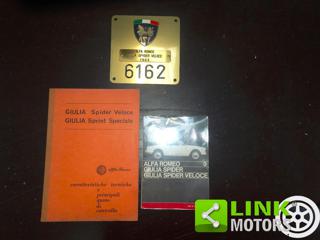 ALFA ROMEO
GIULIA SPIDER VELOCE
1964
6162
GIULIA Spider Veloce
GIULIA Sprint Speciale
alfa romeo
caratteristiche tecniche
e
principali
dati
di
controllo
ALFA ROMEO
GIULIA SPIDER
GIULIA SPIDER VELOCE
LINK
MOTORS